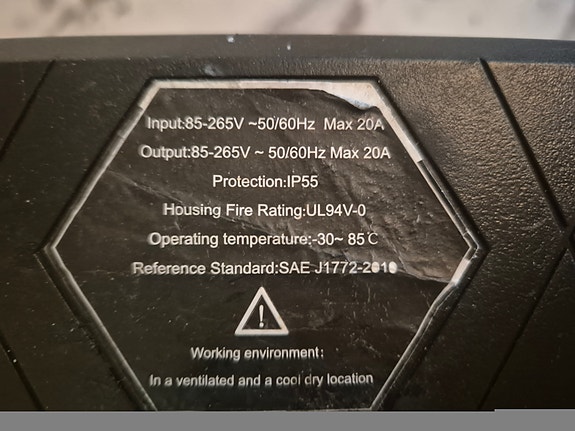 Input:85-265V ~50/60Hz Max 20A
Output:85-265V ~ 50/60Hz Max 20A
Protection:IP55
Housing Fire Rating:UL94V-0
Operating temperature:-30~ 85℃
Reference Standard:SAE J1772-2010
Working environment:
In a ventilated and a cool dry location